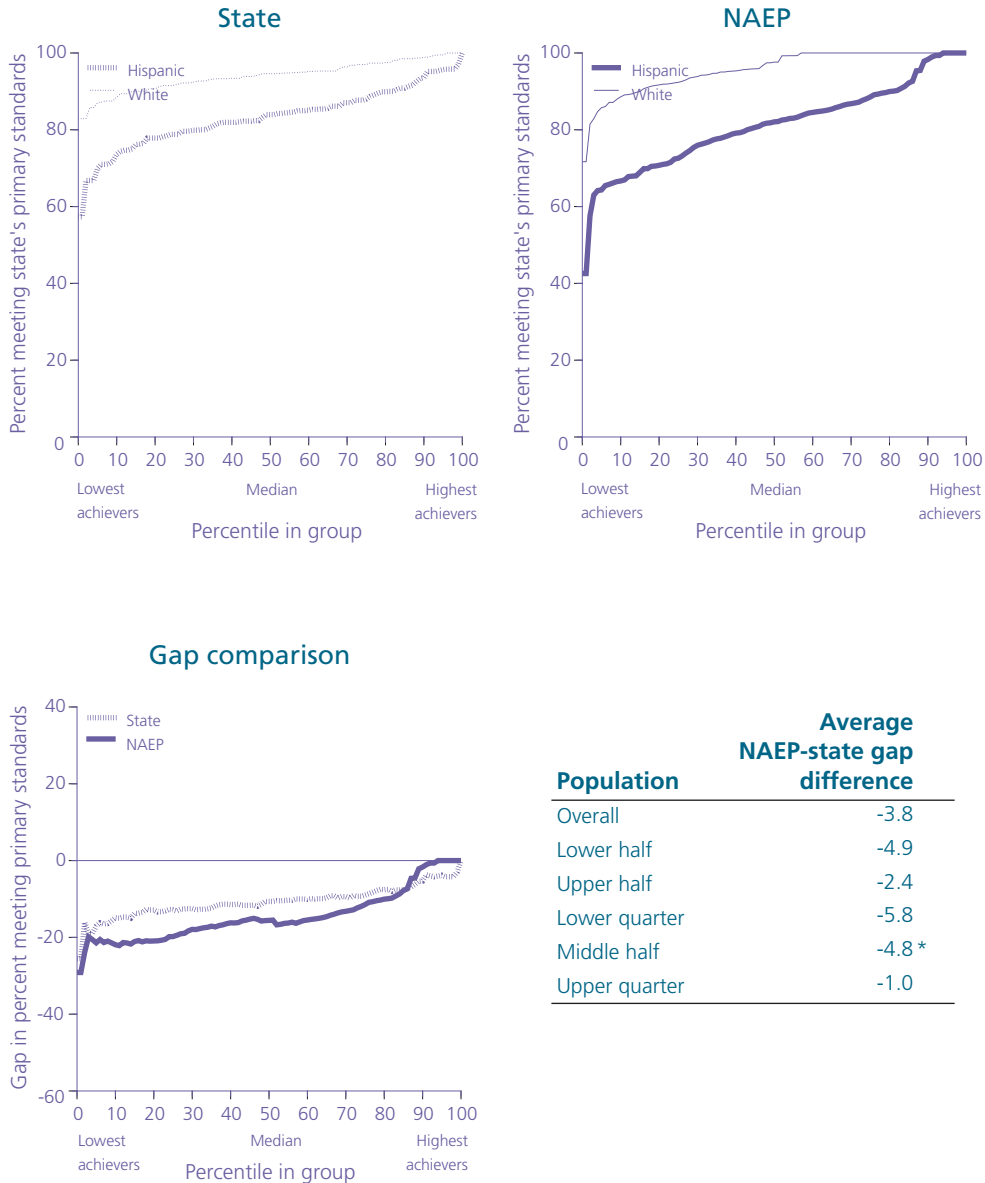 State
Percent meeting state's primary standards
100
80
60
40
20
0
Hispanic
White
0 10 20 30 40 50 60 70 80 90 100
Lowest achievers
Median
Highest achievers
Percentile in group
NAEP
Percent meeting state's primary standards
100
80
60
40
20
0
Hispanic
White
0 10 20 30 40 50 60 70 80 90 100
Lowest achievers
Median
Highest achievers
Percentile in group
Gap comparison
Gap in percent meeting primary standards
40
20
0
-20
-40
-60
State
NAEP
0 10 20 30 40 50 60 70 80 90 100
Lowest achievers
Median
Highest achievers
Percentile in group
Average
NAEP-state gap
Population difference
Overall -3.8
Lower half -4.9
Upper half -2.4
Lower quarter -5.8
Middle half -4.8 *
Upper quarter -1.0